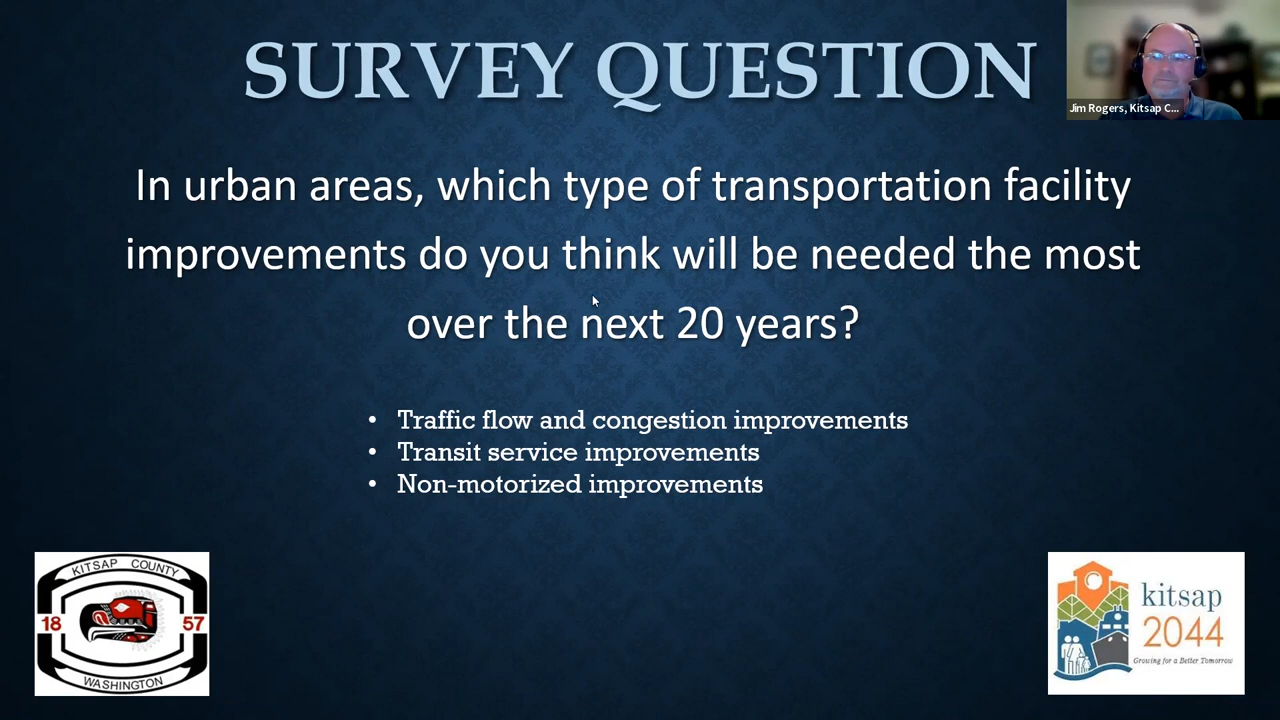 SURVEY QUESTION
Jim Rogers, Kitsap C...
In urban areas, which type of transportation facility
improvements do you think will be needed the most
over the next 20 years?
• Traffic flow and congestion improvements
• Transit service improvements
• Non-motorized improvements
KITSAP COUNTY
18 57
WASHINGTON
kitsap
2044
Growing for a Better Tomorrow